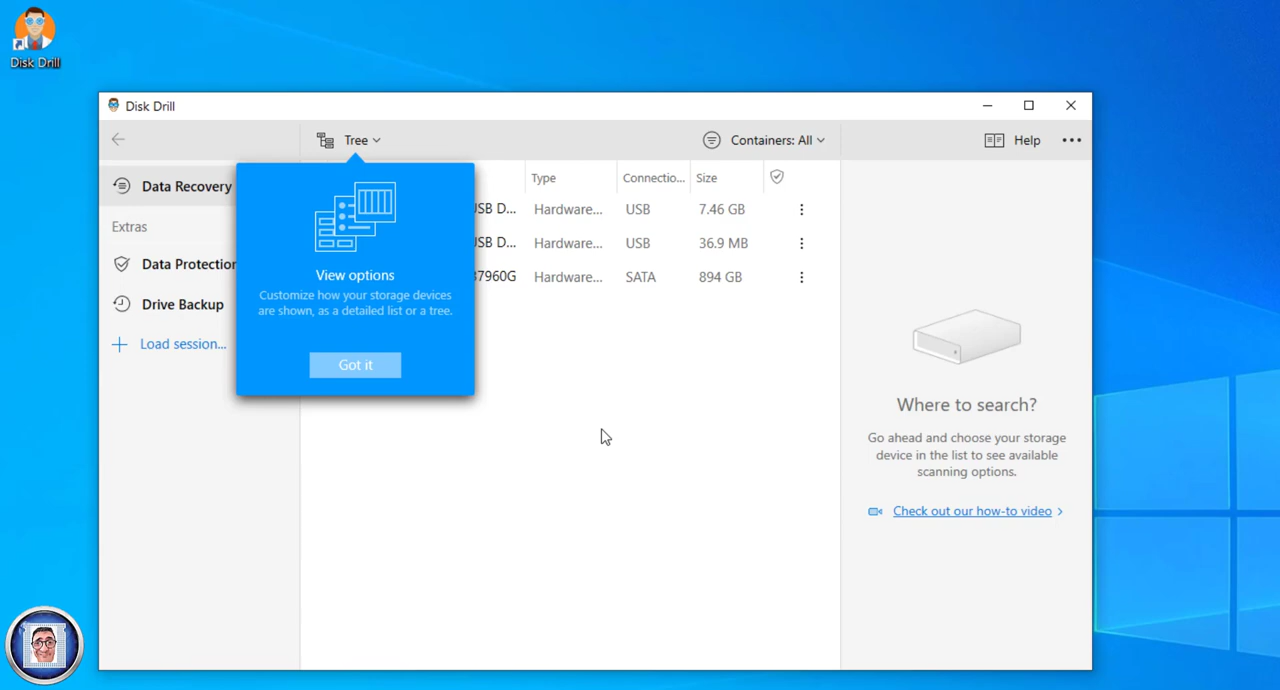 Disk Drill
Disk Drill
Tree
Containers: All
Help
Data Recovery
Extras
Data Protection
Drive Backup
Load session...
View options
Customize how your storage devices
are shown, as a detailed list or a tree.
Got it
Type Connectio... Size
USB D... Hardware... USB 7.46 GB
USB D... Hardware... USB 36.9 MB
37960G Hardware... SATA 894 GB
Where to search?
Go ahead and choose your storage
device in the list to see available
scanning options.
Check out our how-to video